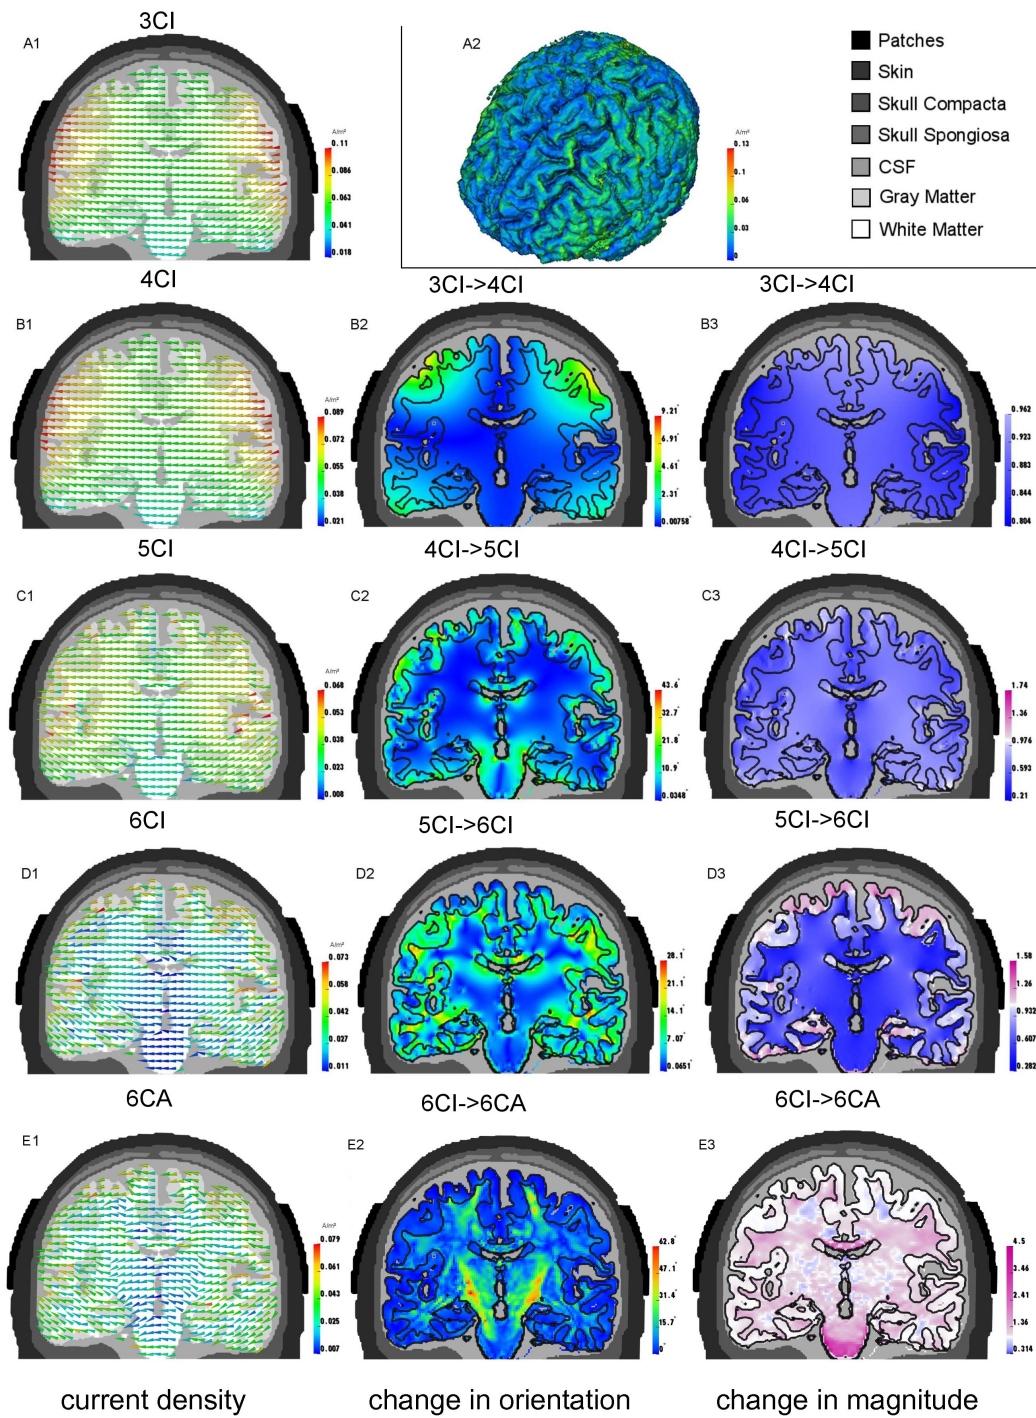 3CI
A1
A/m²
0.11
0.086
0.063
0.041
0.018
A2
A/m²
0.13
0.1
0.06
0.03
0
Patches
Skin
Skull Compacta
Skull Spongiosa
CSF
Gray Matter
White Matter
4CI
3CI->4CI
3CI->4CI
B1
A/m²
0.089
0.072
0.055
0.038
0.021
B2
9.21°
6.91°
4.61°
2.31°
0.00758°
B3
0.962
0.923
0.883
0.844
0.804
5CI
4CI->5CI
4CI->5CI
C1
A/m²
0.068
0.053
0.038
0.023
0.008
C2
43.6°
32.7°
21.8°
10.9°
0.0348°
C3
1.74
1.36
0.976
0.593
0.21
6CI
5CI->6CI
5CI->6CI
D1
A/m²
0.073
0.058
0.042
0.027
0.011
D2
28.1°
21.1°
14.1°
7.07°
0.0651°
D3
1.58
1.26
0.932
0.607
0.282
6CA
6CI->6CA
6CI->6CA
E1
A/m²
0.079
0.061
0.043
0.025
0.007
E2
62.8°
47.1°
31.4°
15.7°
0°
E3
4.5
3.46
2.41
1.36
0.314
current density
change in orientation
change in magnitude